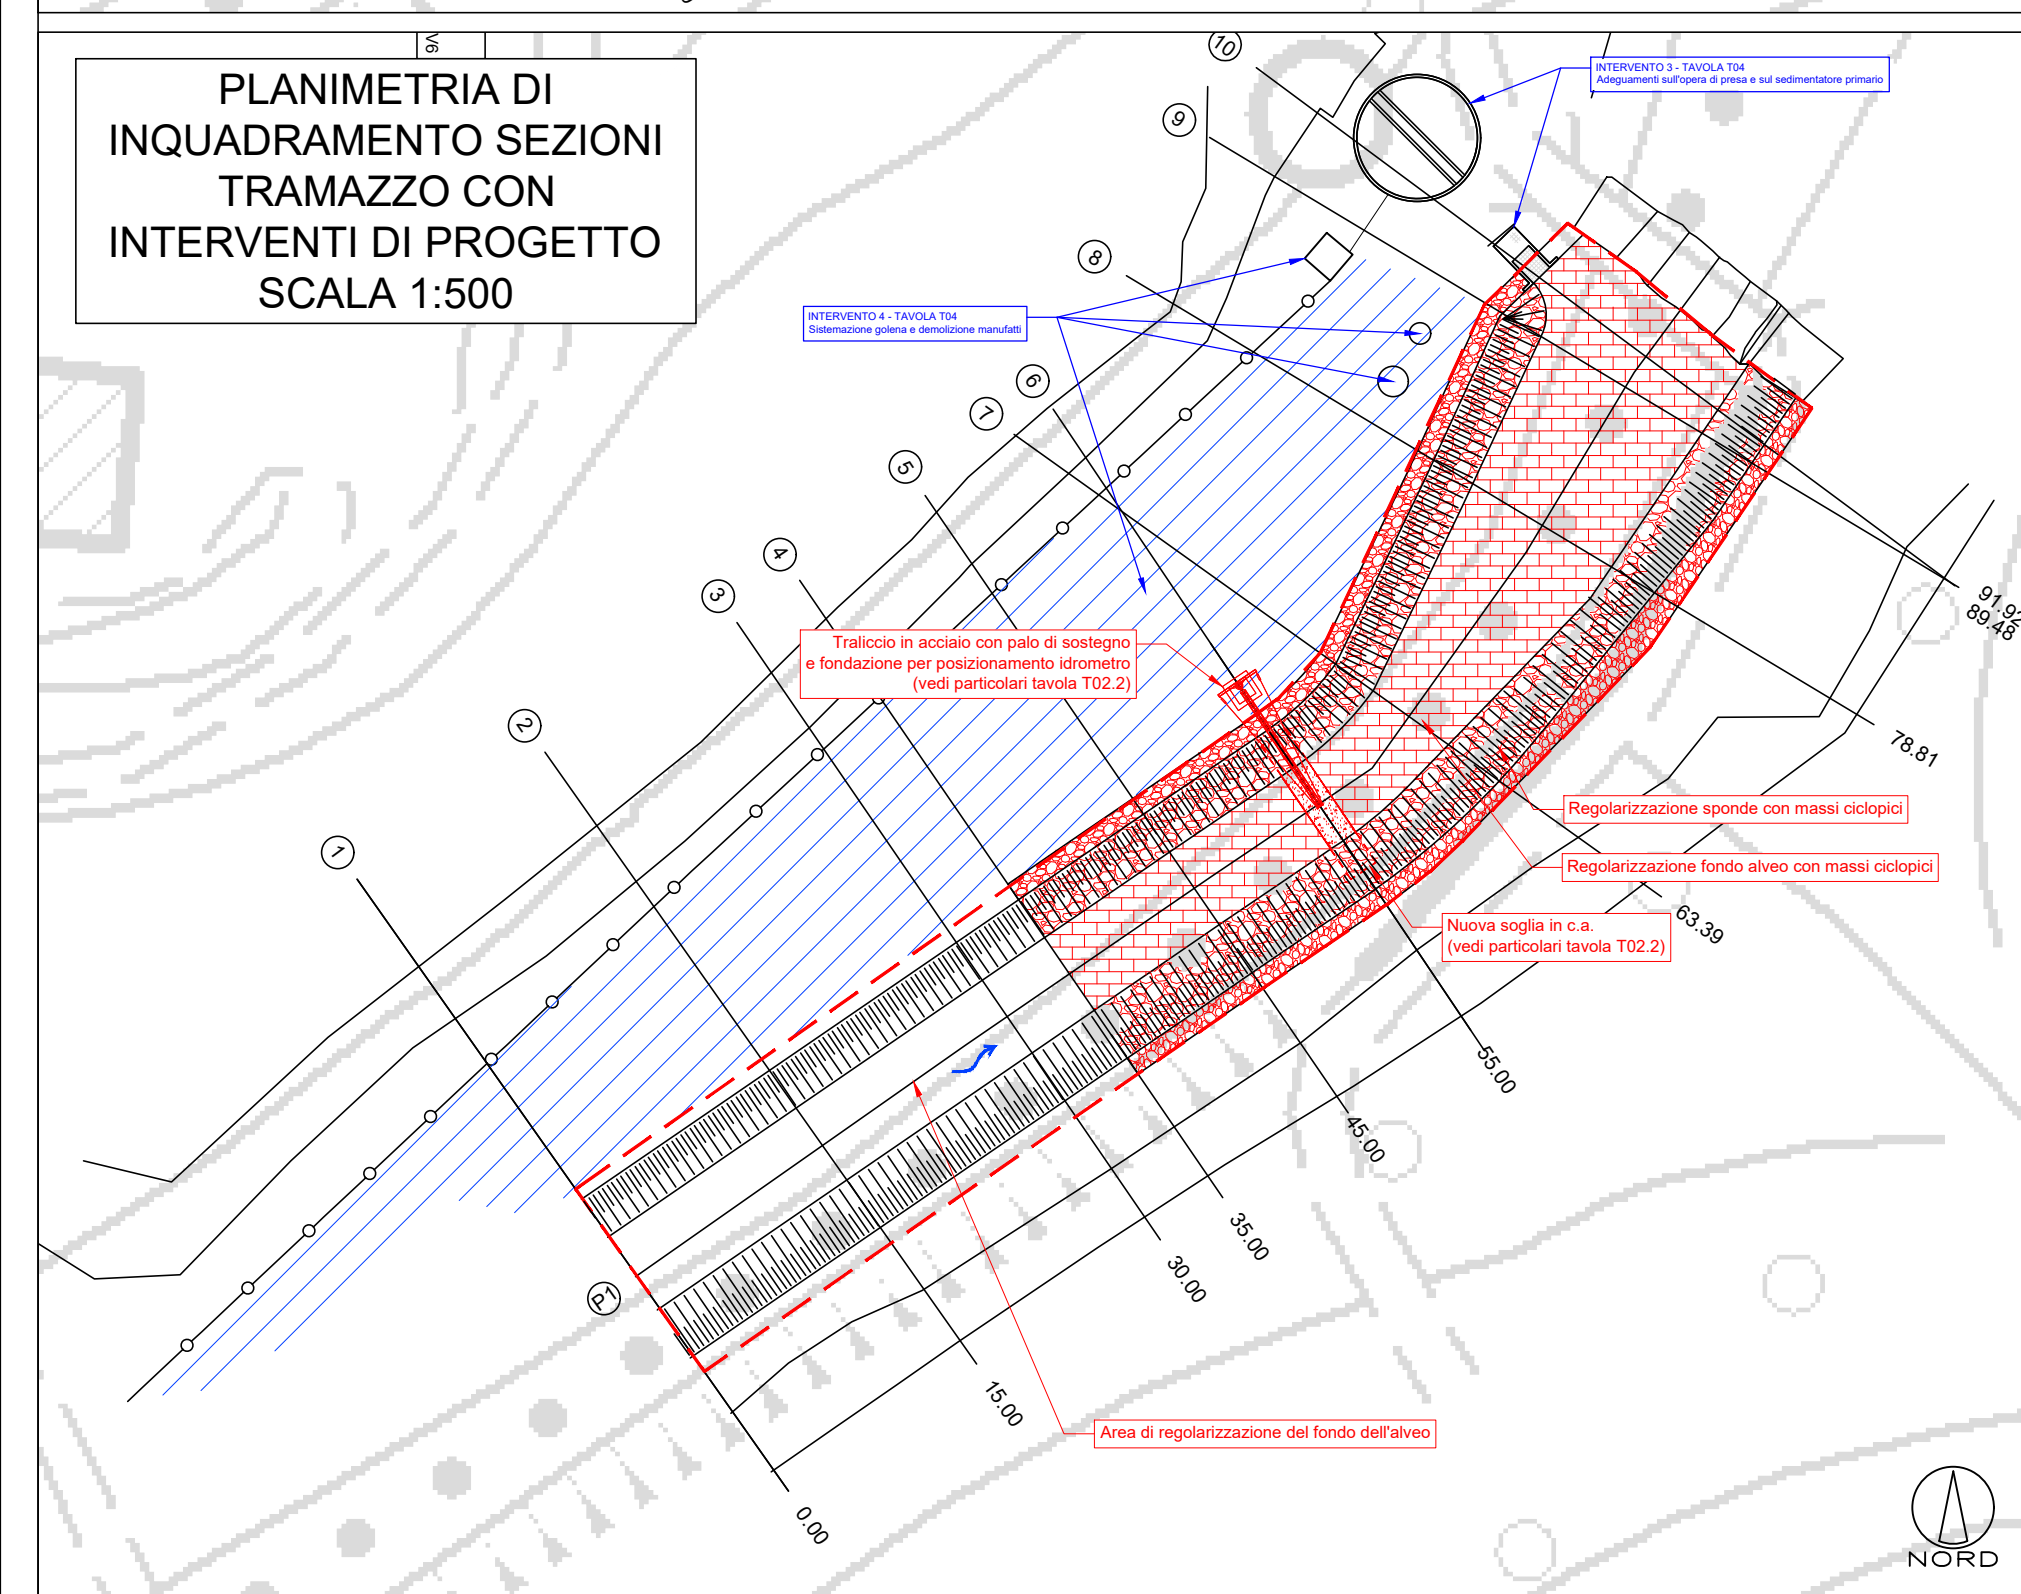 V6
PLANIMETRIA DI
INQUADRAMENTO SEZIONI
TRAMAZZO CON
INTERVENTI DI PROGETTO
SCALA 1:500
10
9
8
INTERVENTO 3 - TAVOLA T04
Adeguamenti sull'opera di presa e sul sedimentatore primario
INTERVENTO 4 - TAVOLA T04
Sistemazione golena e demolizione manufatti
6
7
5
4
3
2
1
Traliccio in acciaio con palo di sostegno
e fondazione per posizionamento idrometro
(vedi particolari tavola T02.2)
91.92
89.48
78.81
Regolarizzazione sponde con massi ciclopici
Regolarizzazione fondo alveo con massi ciclopici
63.39
Nuova soglia in c.a.
(vedi particolari tavola T02.2)
55.00
45.00
35.00
30.00
P1
15.00
Area di regolarizzazione del fondo dell'alveo
0.00
NORD